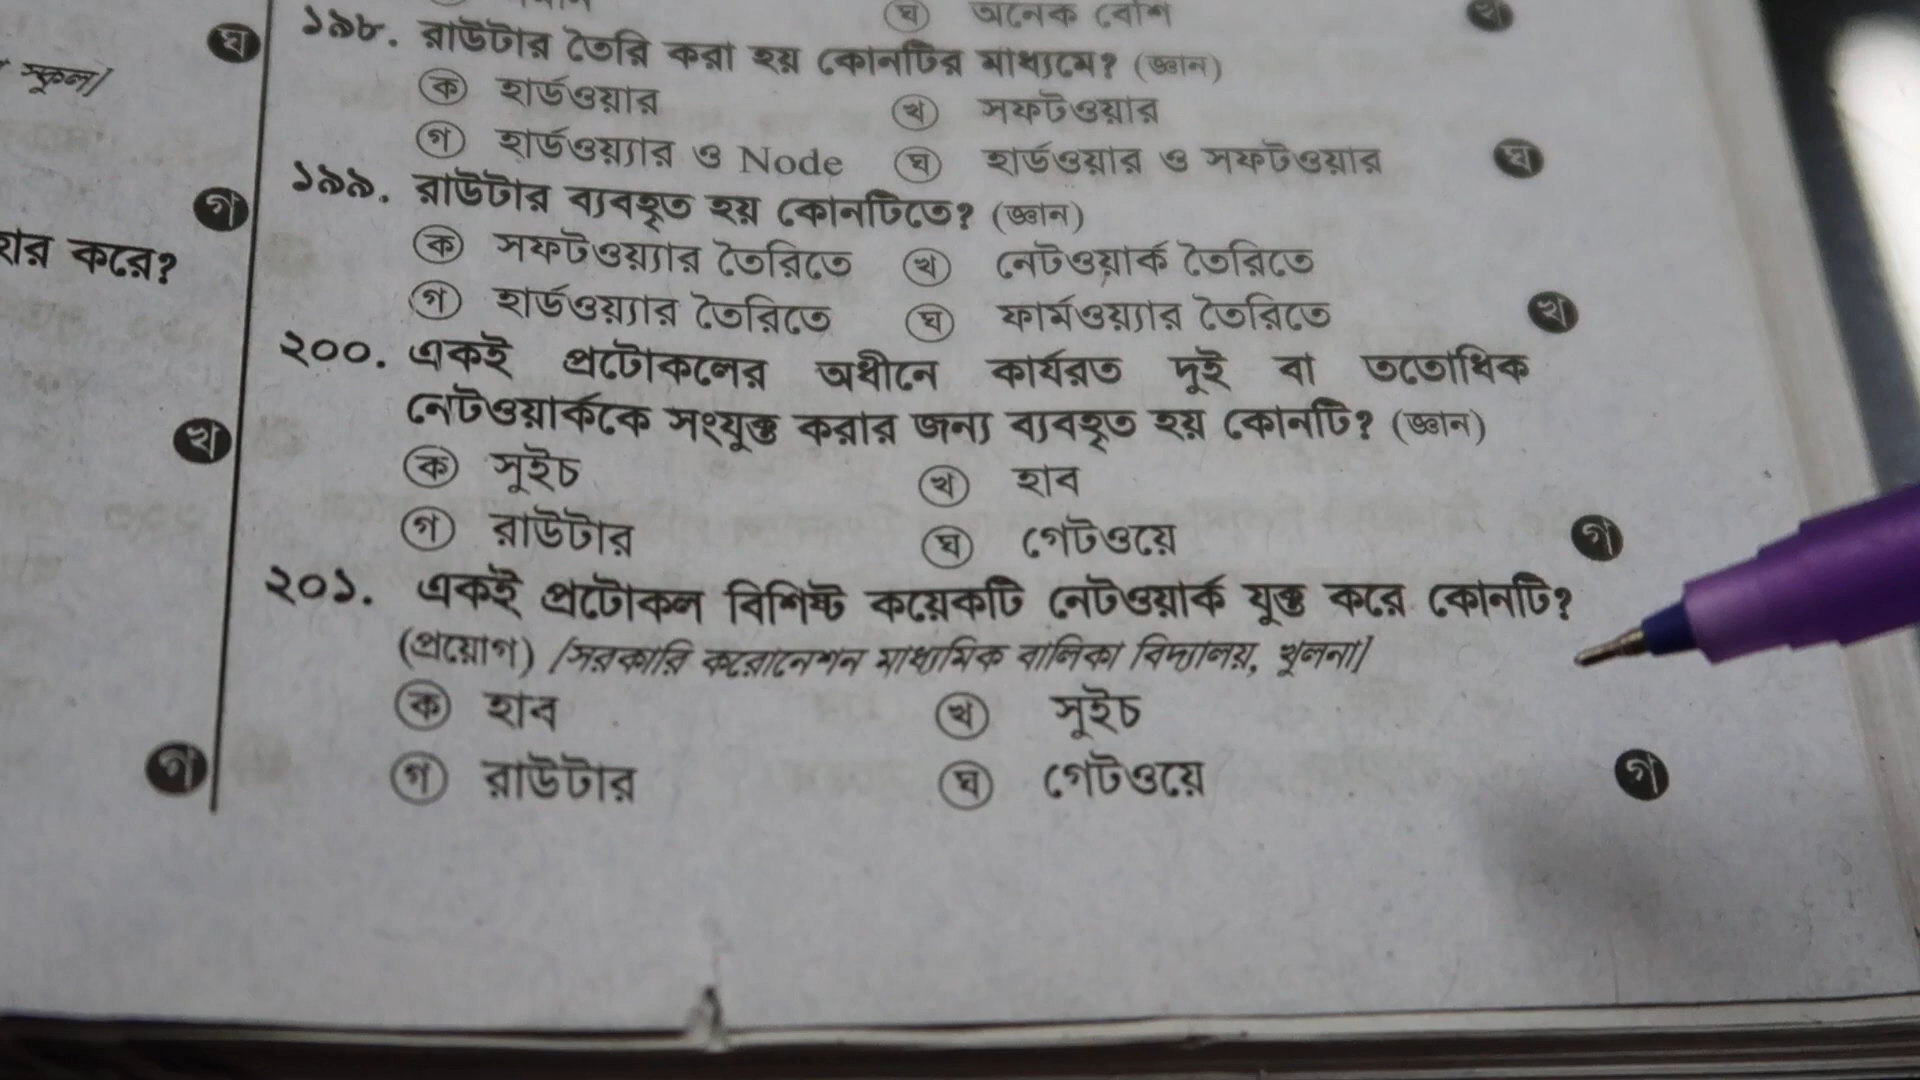 ঘ অনেক বেশি খ
ঘ
স্কুল]
গ
হার করে?
খ
গ
১৯৮. রাউটার তৈরি করা হয় কোনটির মাধ্যমে? (জ্ঞান)
ক হার্ডওয়ার খ সফটওয়ার
গ হার্ডওয়্যার ও Node ঘ হার্ডওয়ার ও সফটওয়ার ঘ
১৯৯. রাউটার ব্যবহৃত হয় কোনটিতে? (জ্ঞান)
ক সফটওয়্যার তৈরিতে খ নেটওয়ার্ক তৈরিতে
গ হার্ডওয়্যার তৈরিতে ঘ ফার্মওয়্যার তৈরিতে খ
২০০. একই প্রটোকলের অধীনে কার্যরত দুই বা ততোধিক
নেটওয়ার্ককে সংযুক্ত করার জন্য ব্যবহৃত হয় কোনটি? (জ্ঞান)
ক সুইচ খ হাব
গ রাউটার ঘ গেটওয়ে গ
২০১. একই প্রটোকল বিশিষ্ট কয়েকটি নেটওয়ার্ক যুক্ত করে কোনটি?
(প্রয়োগ) [সরকারি করোনেশন মাধ্যমিক বালিকা বিদ্যালয়, খুলনা]
ক হাব খ সুইচ
গ রাউটার ঘ গেটওয়ে গ